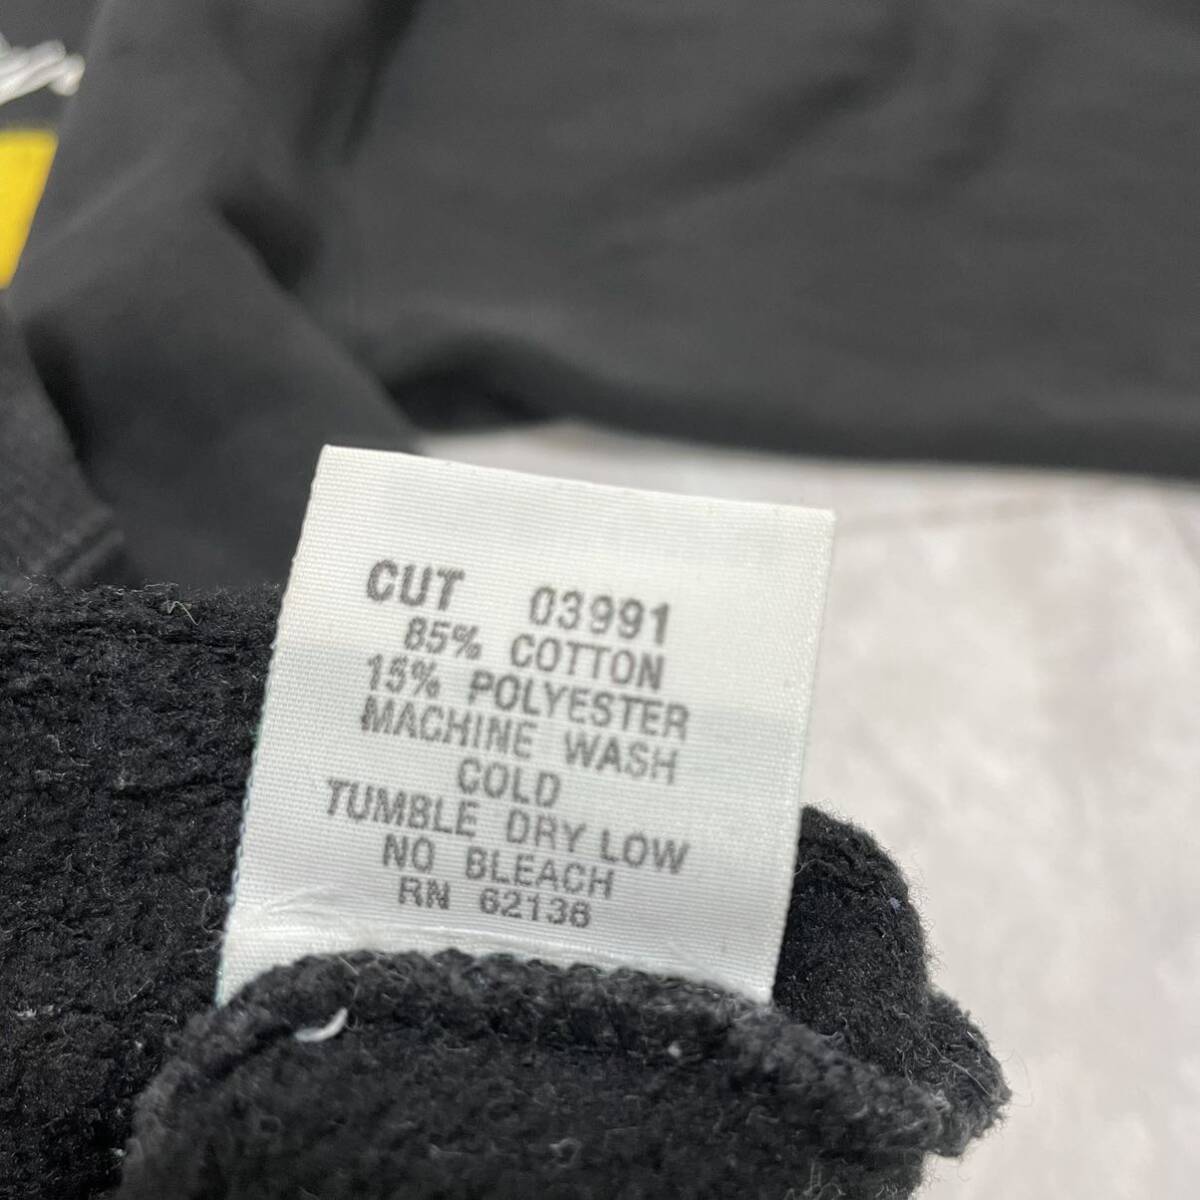 CUT 03991
85% COTTON
15% POLYESTER
MACHINE WASH
COLD
TUMBLE DRY LOW
NO BLEACH
RN 62136